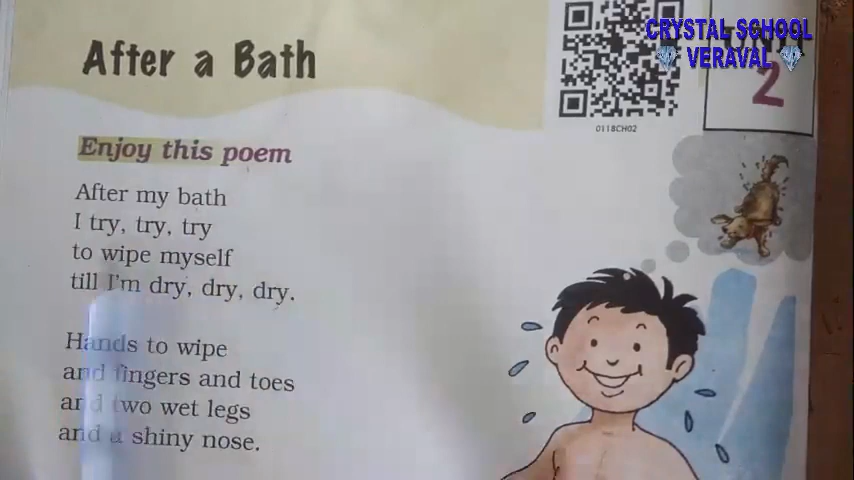 After a Bath
CRYSTAL SCHOOL
VERAVAL
2
0118CH02
Enjoy this poem
After my bath
I try, try, try
to wipe myself
till I'm dry, dry, dry.
Hands to wipe
and fingers and toes
and two wet legs
and a shiny nose.